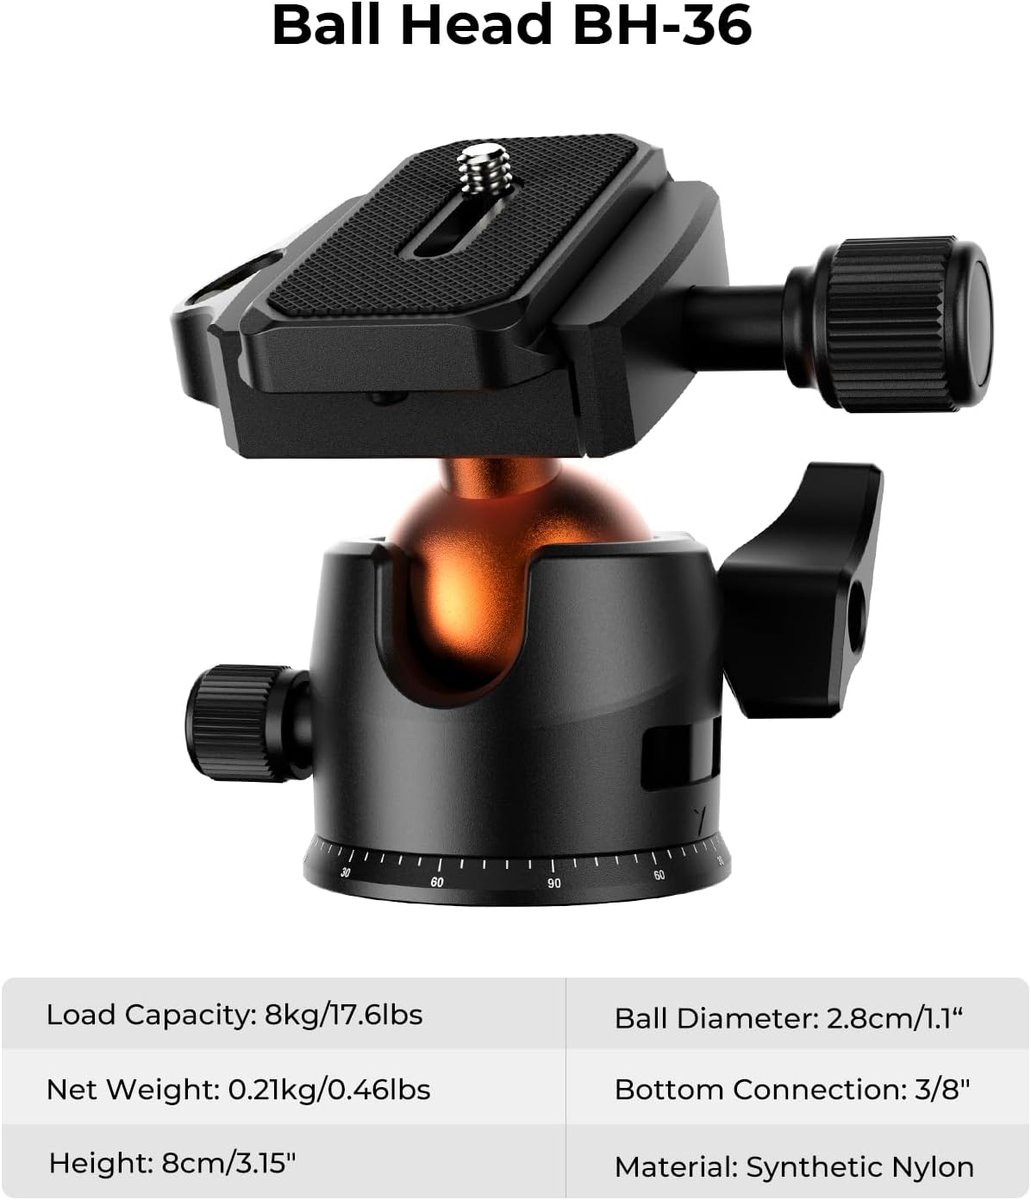 Ball Head BH-36
30
60
90
60
30
Load Capacity: 8kg/17.6lbs
Ball Diameter: 2.8cm/1.1“
Net Weight: 0.21kg/0.46lbs
Bottom Connection: 3/8"
Height: 8cm/3.15"
Material: Synthetic Nylon